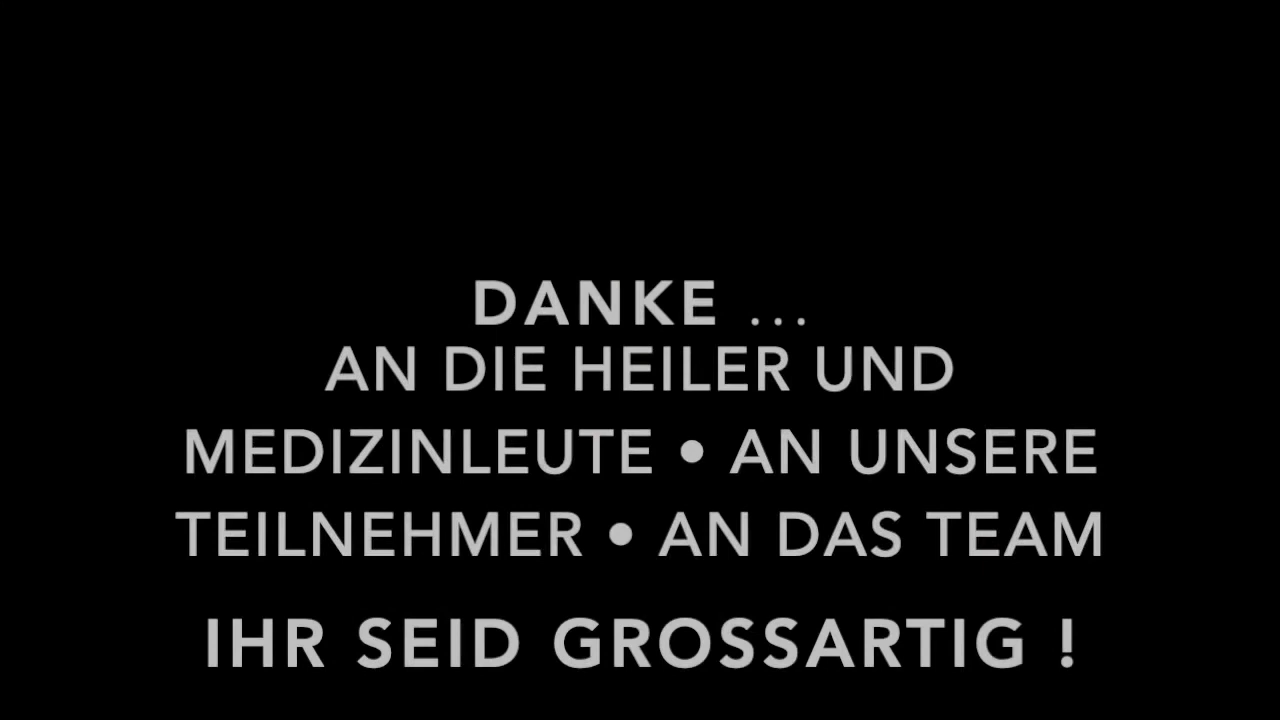 DANKE ...
AN DIE HEILER UND
MEDIZINLEUTE • AN UNSERE
TEILNEHMER • AN DAS TEAM
IHR SEID GROSSARTIG !